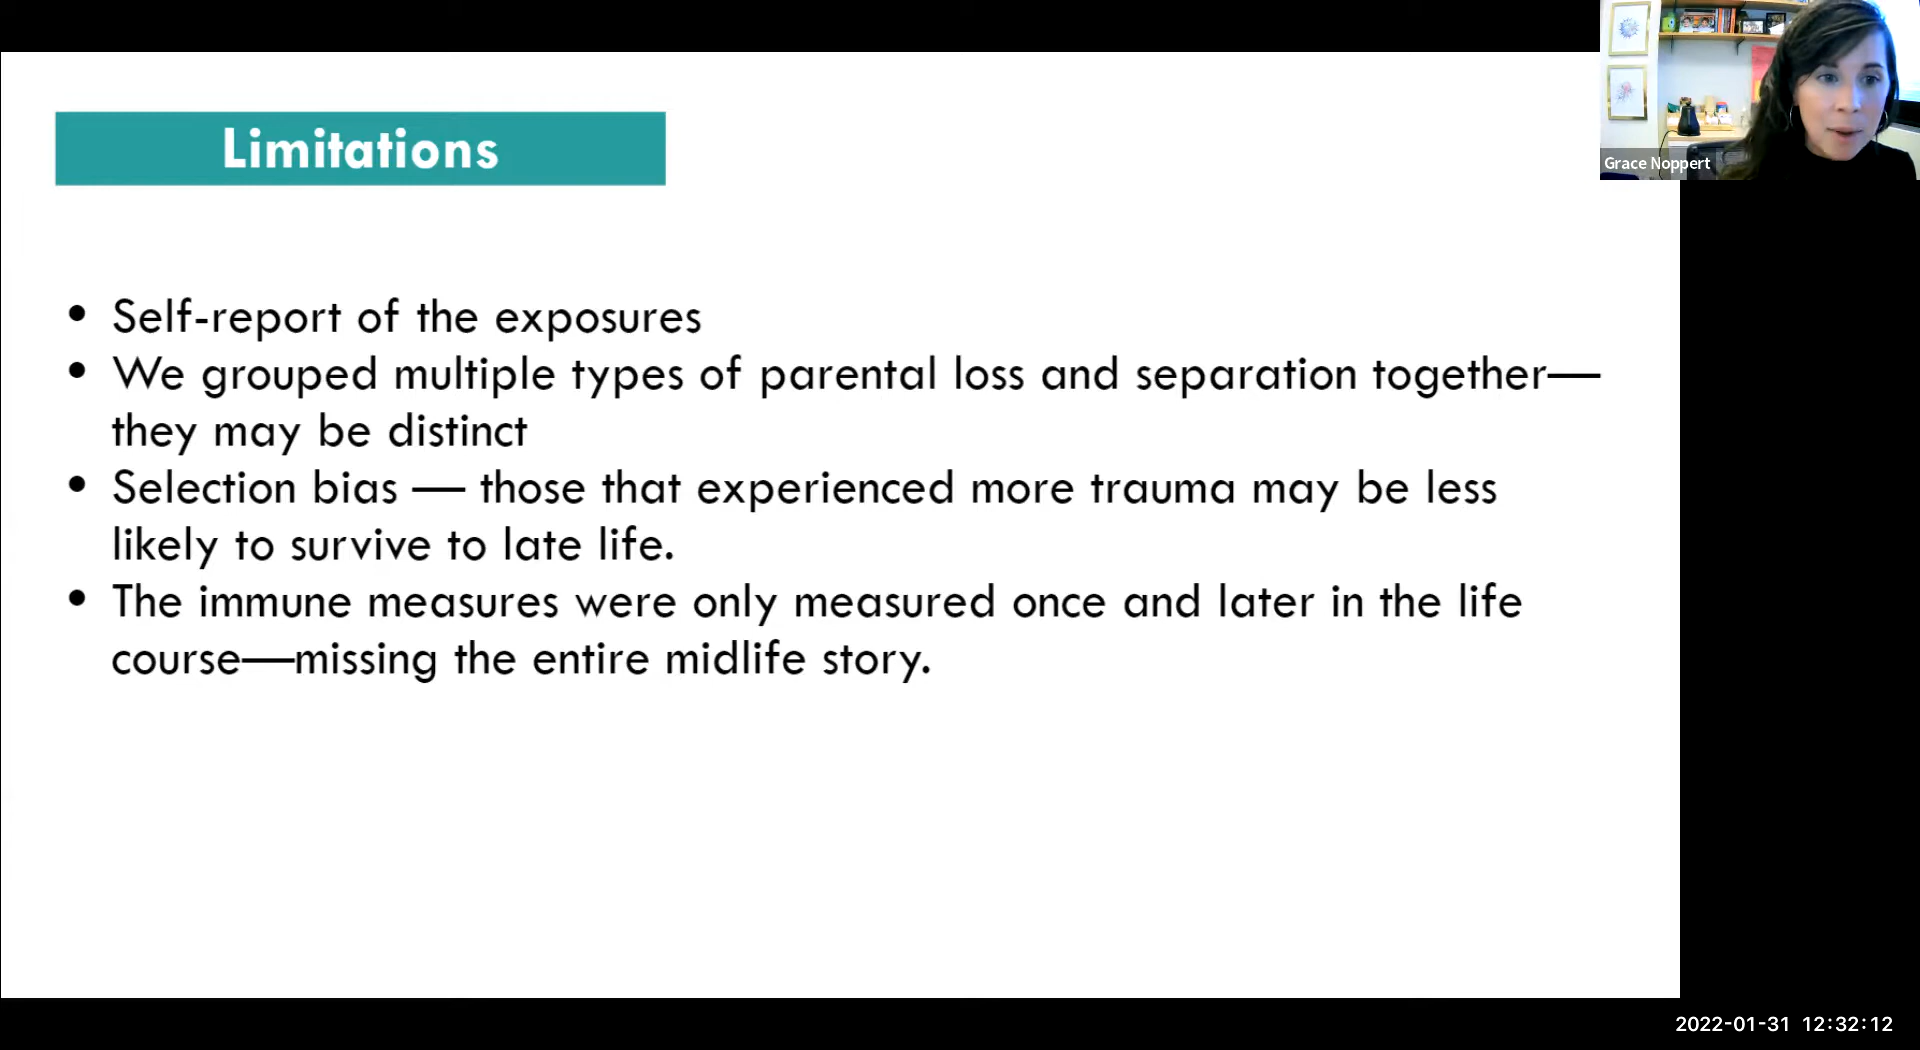 Limitations
Grace Noppert
• Self-report of the exposures
• We grouped multiple types of parental loss and separation together—
they may be distinct
• Selection bias — those that experienced more trauma may be less
likely to survive to late life.
• The immune measures were only measured once and later in the life
course—missing the entire midlife story.
2022-01-31 12:32:12